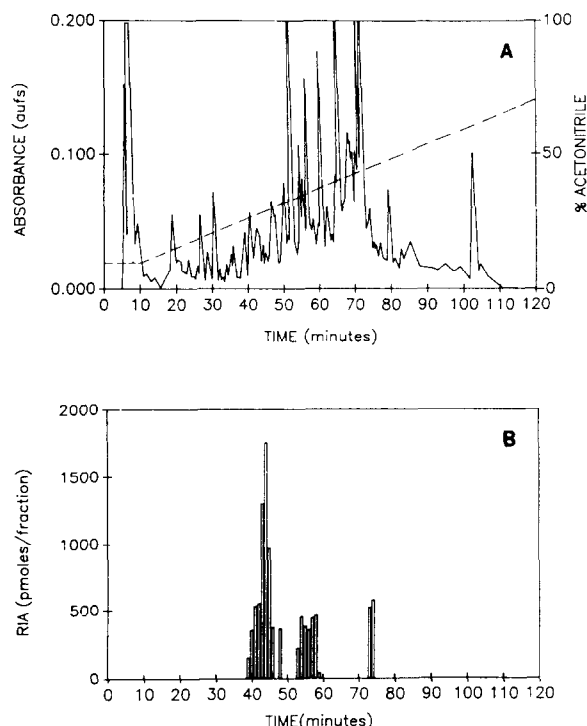 A
ABSORBANCE (aufs)
0.200
0.100
0.000
100
50
0
% ACETONITRILE
0 10 20 30 40 50 60 70 80 90 100 110 120
TIME (minutes)
B
RIA (pmoles/fraction)
2000
1500
1000
500
0
0 10 20 30 40 50 60 70 80 90 100 110 120
TIME(minutes)